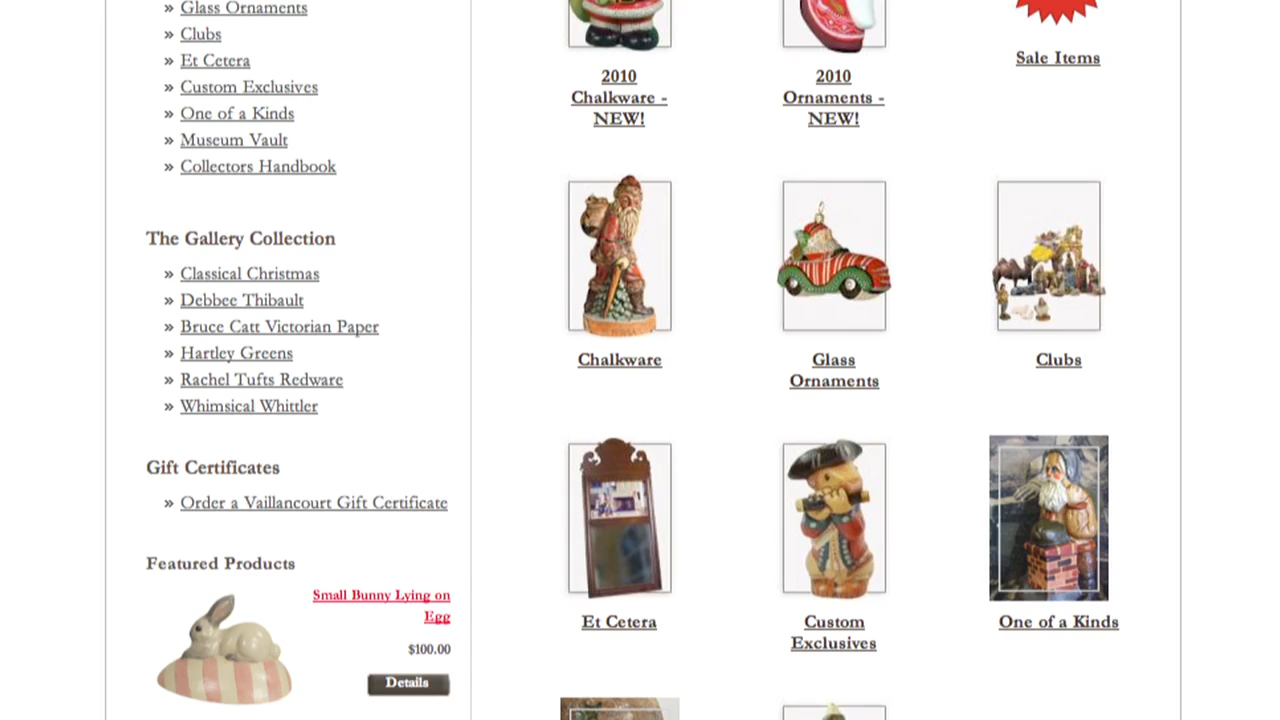 » Glass Ornaments
» Clubs
» Et Cetera
» Custom Exclusives
» One of a Kinds
» Museum Vault
» Collectors Handbook
The Gallery Collection
» Classical Christmas
» Debbee Thibault
» Bruce Catt Victorian Paper
» Hartley Greens
» Rachel Tufts Redware
» Whimsical Whittler
Gift Certificates
» Order a Vaillancourt Gift Certificate
Featured Products
Small Bunny Lying on
Egg
$100.00
Details
2010
Chalkware -
NEW!
2010
Ornaments -
NEW!
Sale Items
Chalkware
Glass
Ornaments
Clubs
Et Cetera
Custom
Exclusives
One of a Kinds